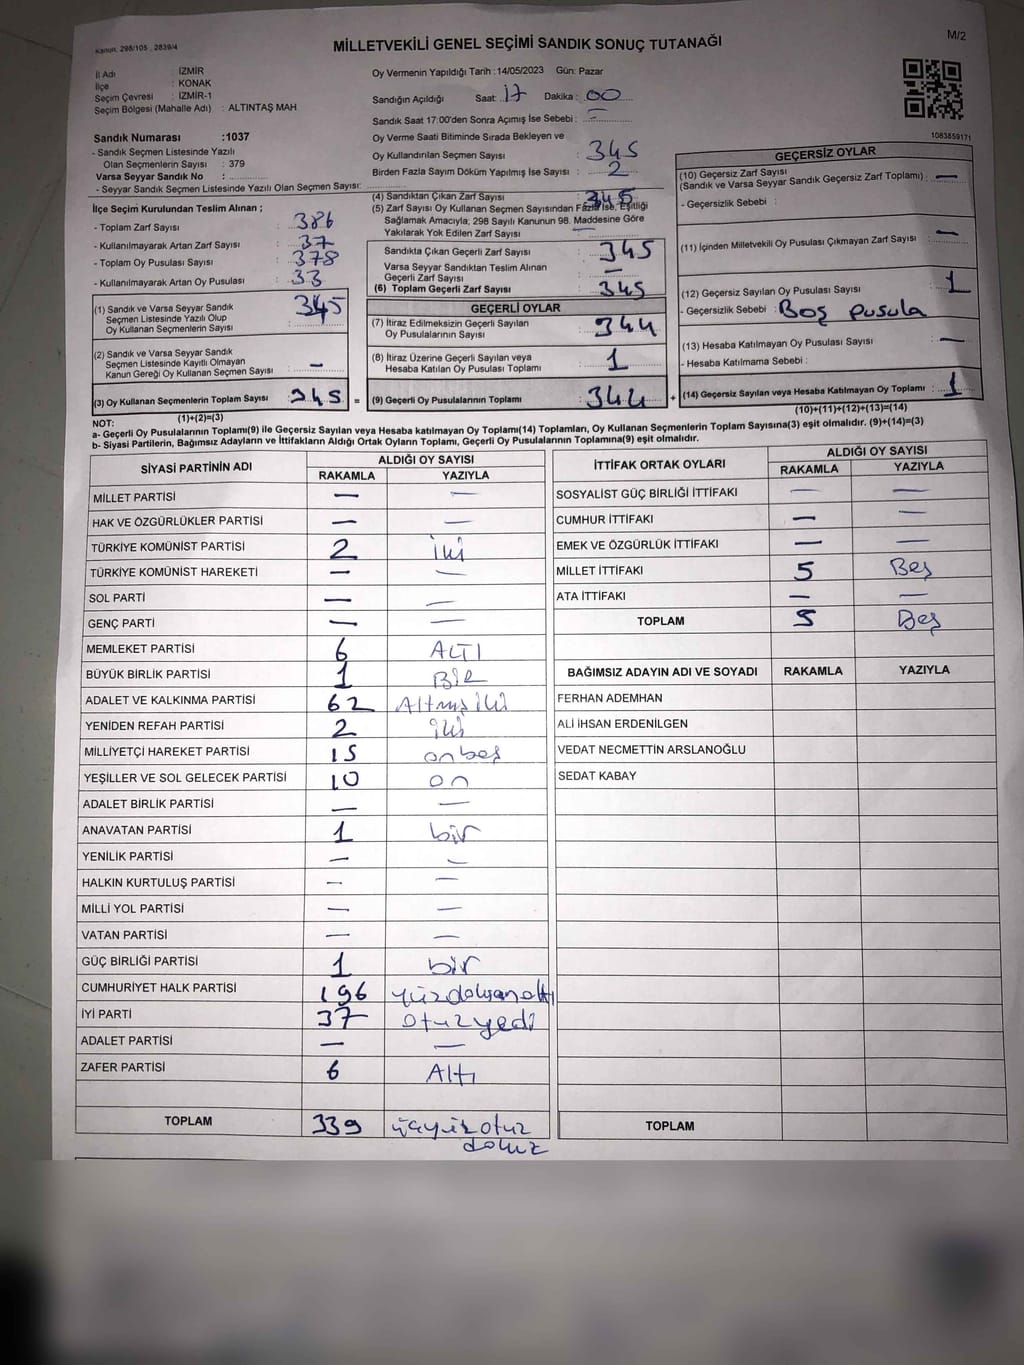 Kanun: 298/105 , 2839/4
MİLLETVEKİLİ GENEL SEÇİMİ SANDIK SONUÇ TUTANAĞI
M/2
İl Adı : İZMİR
İlçe : KONAK
Seçim Çevresi : İZMİR-1
Seçim Bölgesi (Mahalle Adı) : ALTINTAŞ MAH
Sandık Numarası :1037
- Sandık Seçmen Listesinde Yazılı
Olan Seçmenlerin Sayısı : 379
Varsa Seyyar Sandık No :
- Seyyar Sandık Seçmen Listesinde Yazılı Olan Seçmen Sayısı:
Oy Vermenin Yapıldığı Tarih :14/05/2023 Gün: Pazar
Sandığın Açıldığı Saat: 17 Dakika : 00
Sandık Saat 17:00'den Sonra Açımış İse Sebebi : -
Oy Verme Saati Bitiminde Sırada Bekleyen ve
Oy Kullandırılan Seçmen Sayısı : 345
Birden Fazla Sayım Döküm Yapılmış İse Sayısı : 2
1083859171
İlçe Seçim Kurulundan Teslim Alınan ;
- Toplam Zarf Sayısı : 386
- Kullanılmayarak Artan Zarf Sayısı : 37
- Toplam Oy Pusulası Sayısı : 378
- Kullanılmayarak Artan Oy Pusulası : 33
(1) Sandık ve Varsa Seyyar Sandık 345
Seçmen Listesinde Yazılı Olup
Oy Kullanan Seçmenlerin Sayısı
(2) Sandık ve Varsa Seyyar Sandık
Seçmen Listesinde Kayıtlı Olmayan
Kanun Gereği Oy Kullanan Seçmen Sayısı : —
(3) Oy Kullanan Seçmenlerin Toplam Sayısı : 345 =
(1)+(2)=(3)
(4) Sandıktan Çıkan Zarf Sayısı : 345
(5) Zarf Sayısı Oy Kullanan Seçmen Sayısından Fazla İse, Eşitliği
Sağlamak Amacıyla, 298 Sayılı Kanunun 98. Maddesine Göre
Yakılarak Yok Edilen Zarf Sayısı : —
Sandıkta Çıkan Geçerli Zarf Sayısı : 345
Varsa Seyyar Sandıktan Teslim Alınan
Geçerli Zarf Sayısı : —
(6) Toplam Geçerli Zarf Sayısı : 345
GEÇERLİ OYLAR
(7) İtiraz Edilmeksizin Geçerli Sayılan
Oy Pusulalarının Sayısı : 344
(8) İtiraz Üzerine Geçerli Sayılan veya
Hesaba Katılan Oy Pusulası Toplamı : 1
(9) Geçerli Oy Pusulalarının Toplamı : 344 +
GEÇERSİZ OYLAR
(10) Geçersiz Zarf Sayısı
(Sandık ve Varsa Seyyar Sandık Geçersiz Zarf Toplamı) : —
- Geçersizlik Sebebi :
(11) İçinden Milletvekili Oy Pusulası Çıkmayan Zarf Sayısı : —
(12) Geçersiz Sayılan Oy Pusulası Sayısı : 1
- Geçersizlik Sebebi : Boş pusula
(13) Hesaba Katılmayan Oy Pusulası Sayısı : —
- Hesaba Katılmama Sebebi :
(14) Geçersiz Sayılan veya Hesaba Katılmayan Oy Toplamı : 1
(10)+(11)+(12)+(13)=(14)
NOT:
a- Geçerli Oy Pusulalarının Toplamı(9) ile Geçersiz Sayılan veya Hesaba katılmayan Oy Toplamı(14) Toplamları, Oy Kullanan Seçmenlerin Toplam Sayısına(3) eşit olmalıdır. (9)+(14)=(3)
b- Siyasi Partilerin, Bağımsız Adayların ve İttifakların Aldığı Ortak Oyların Toplamı, Geçerli Oy Pusulalarının Toplamına(9) eşit olmalıdır.
SİYASİ PARTİNİN ADI ALDIĞI OY SAYISI
RAKAMLA YAZIYLA
MİLLET PARTİSİ — —
HAK VE ÖZGÜRLÜKLER PARTİSİ — —
TÜRKİYE KOMÜNİST PARTİSİ 2 iki
TÜRKİYE KOMÜNİST HAREKETİ — —
SOL PARTİ — —
GENÇ PARTİ — —
MEMLEKET PARTİSİ 6 ALTI
BÜYÜK BİRLİK PARTİSİ 1 BİR
ADALET VE KALKINMA PARTİSİ 62 Altmış iki
YENİDEN REFAH PARTİSİ 2 iki
MİLLİYETÇİ HAREKET PARTİSİ 15 onbeş
YEŞİLLER VE SOL GELECEK PARTİSİ 10 on
ADALET BİRLİK PARTİSİ — —
ANAVATAN PARTİSİ 1 bir
YENİLİK PARTİSİ — —
HALKIN KURTULUŞ PARTİSİ — —
MİLLİ YOL PARTİSİ — —
VATAN PARTİSİ — —
GÜÇ BİRLİĞİ PARTİSİ 1 bir
CUMHURİYET HALK PARTİSİ 196 yüzdoksanaltı
İYİ PARTİ 37 otuzyedi
ADALET PARTİSİ — —
ZAFER PARTİSİ 6 Altı
TOPLAM 339 üçyüzotuz
dokuz
İTTİFAK ORTAK OYLARI ALDIĞI OY SAYISI
RAKAMLA YAZIYLA
SOSYALİST GÜÇ BİRLİĞİ İTTİFAKI — —
CUMHUR İTTİFAKI — —
EMEK VE ÖZGÜRLÜK İTTİFAKI — —
MİLLET İTTİFAKI 5 Beş
ATA İTTİFAKI — —
TOPLAM 5 Beş
BAĞIMSIZ ADAYIN ADI VE SOYADI RAKAMLA YAZIYLA
FERHAN ADEMHAN
ALİ İHSAN ERDENİLGEN
VEDAT NECMETTİN ARSLANOĞLU
SEDAT KABAY
TOPLAM